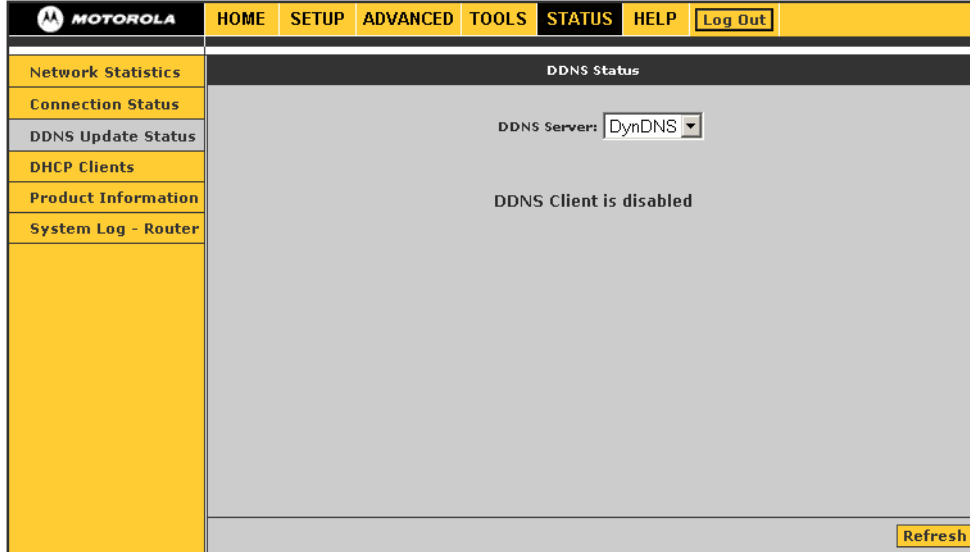 MOTOROLA HOME SETUP ADVANCED TOOLS STATUS HELP Log Out
Network Statistics
Connection Status
DDNS Update Status
DHCP Clients
Product Information
System Log - Router
DDNS Status
DDNS Server: DynDNS
DDNS Client is disabled
Refresh